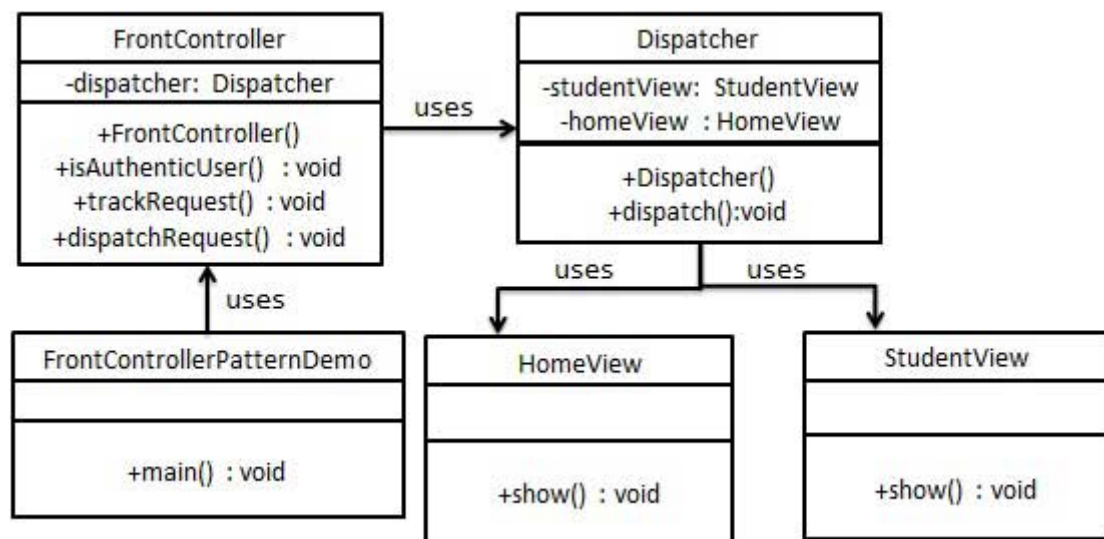 FrontController
-dispatcher: Dispatcher
+FrontController()
+isAuthenticUser() : void
+trackRequest() : void
+dispatchRequest() : void
uses
Dispatcher
-studentView: StudentView
-homeView : HomeView
+Dispatcher()
+dispatch():void
uses
uses
uses
FrontControllerPatternDemo
+main() : void
HomeView
+show() : void
StudentView
+show() : void